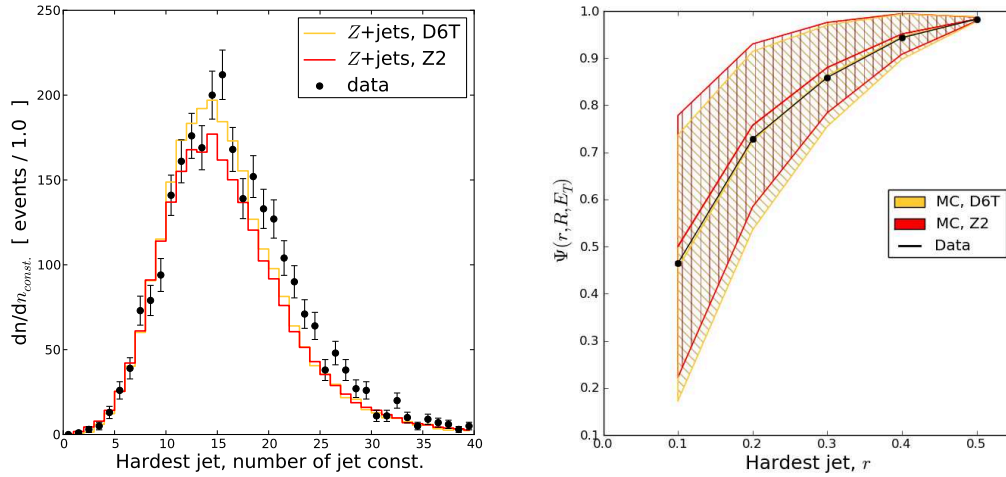 Z+jets, D6T
Z+jets, Z2
data
dn/dn_const. [ events / 1.0 ]
250
200
150
100
50
0
0 5 10 15 20 25 30 35 40
Hardest jet, number of jet const.
Ψ(r,R,E_T)
1.0
0.9
0.8
0.7
0.6
0.5
0.4
0.3
0.2
0.1
MC, D6T
MC, Z2
Data
0.0 0.1 0.2 0.3 0.4 0.5
Hardest jet, r